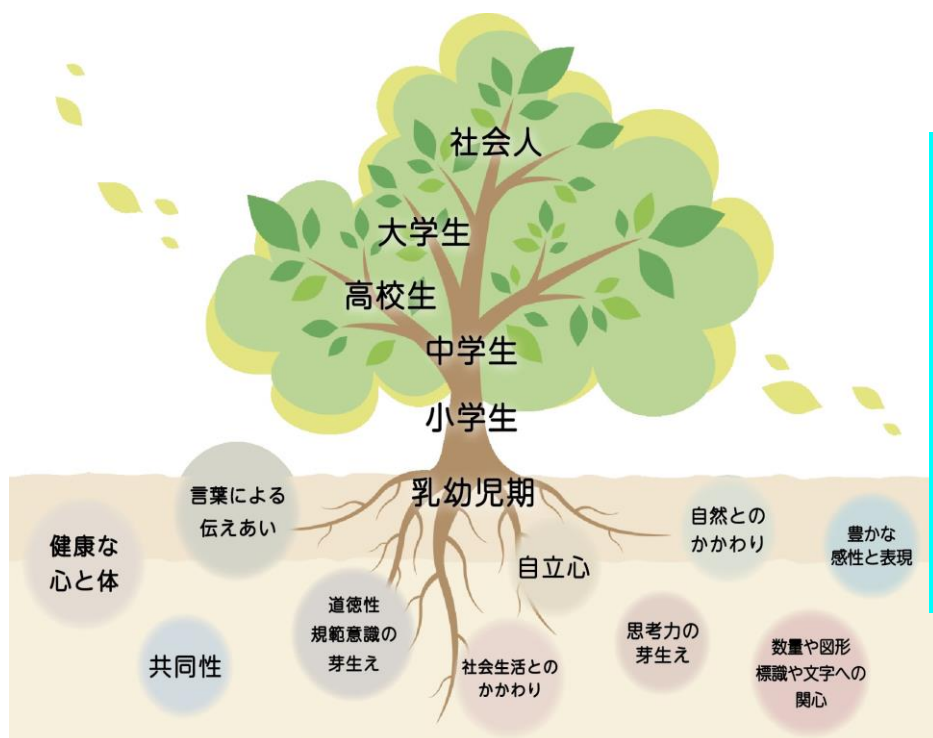 社会人
大学生
高校生
中学生
小学生
乳幼児期
言葉による
伝えあい
健康な
心と体
自然との
かかわり
豊かな
感性と表現
自立心
道徳性
規範意識の
芽生え
共同性
社会生活との
かかわり
思考力の
芽生え
数量や図形
標識や文字への
関心